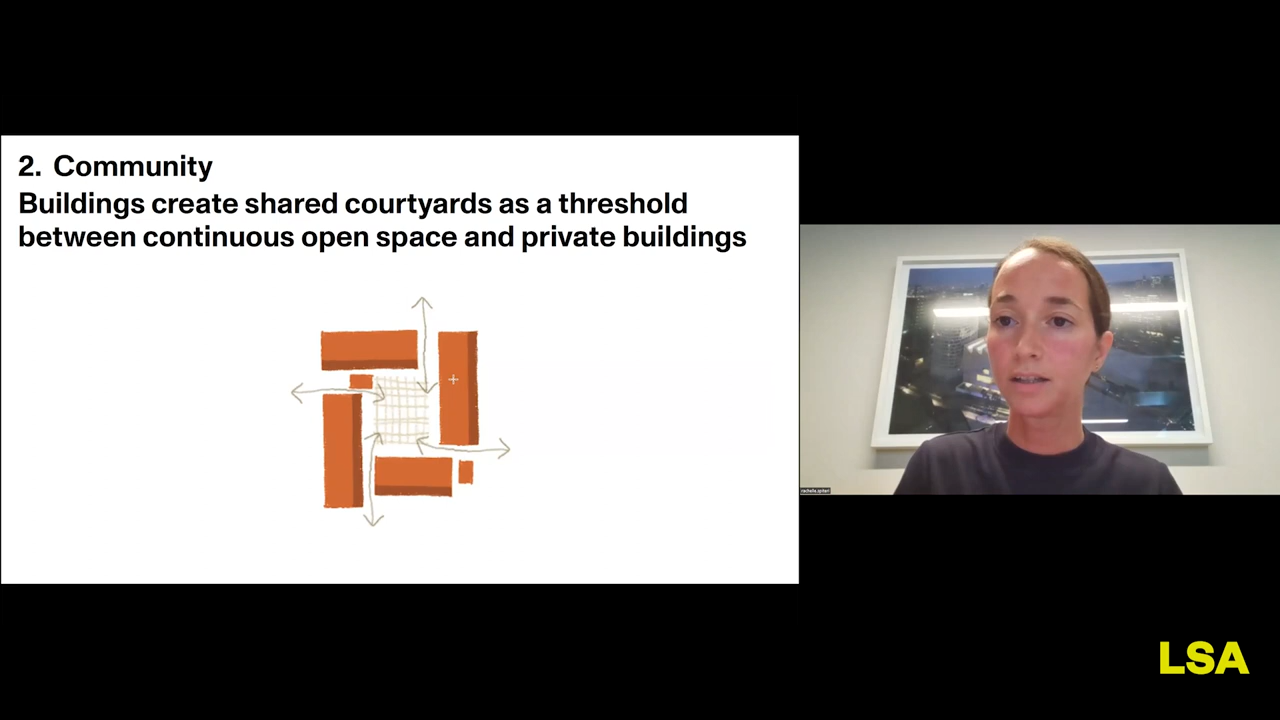 2. Community
Buildings create shared courtyards as a threshold
between continuous open space and private buildings
LSA